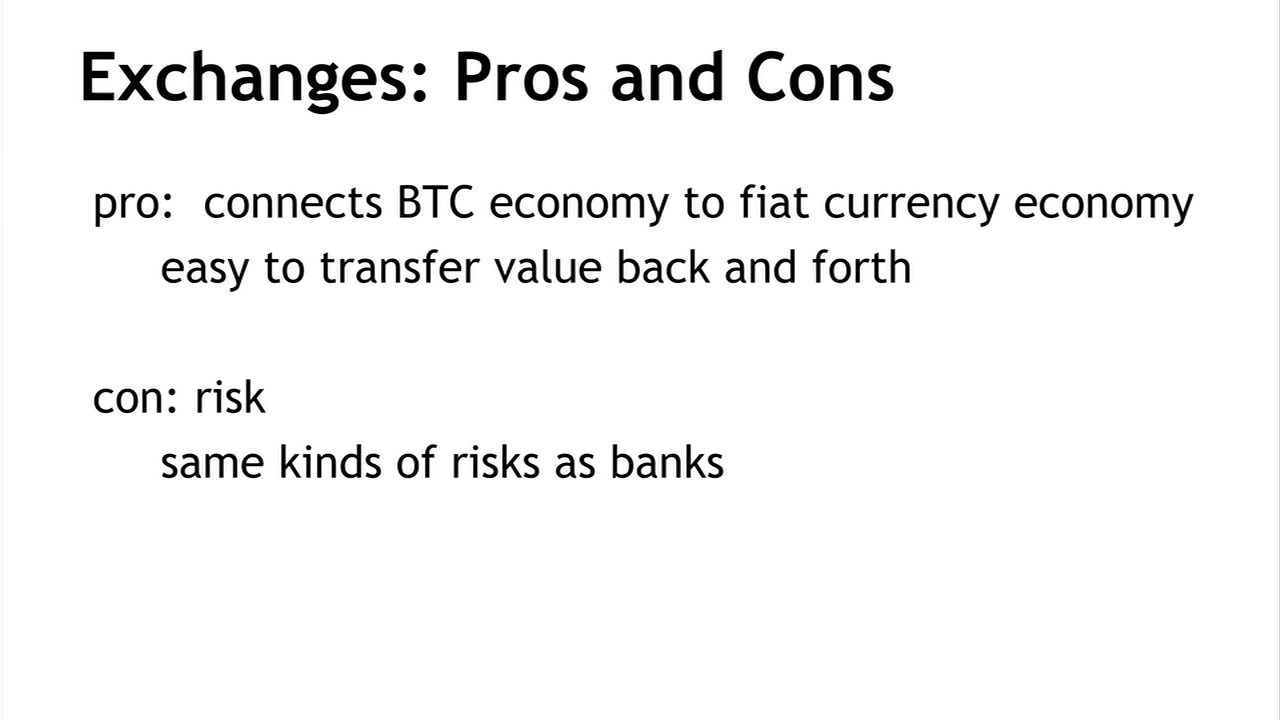 Exchanges: Pros and Cons
pro: connects BTC economy to fiat currency economy
easy to transfer value back and forth
con: risk
same kinds of risks as banks